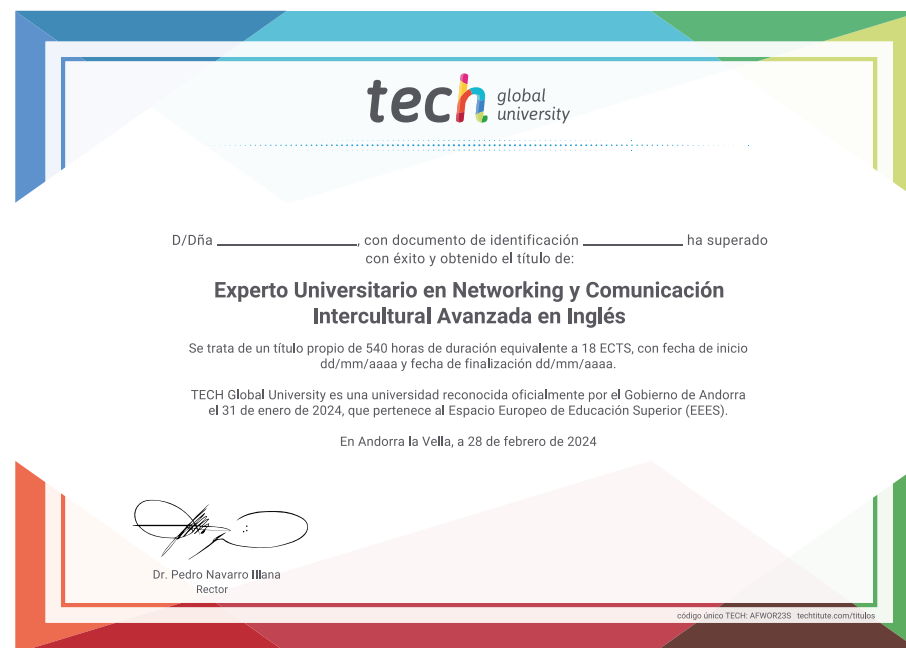 tech global university
D/Dña ________________, con documento de identificación ____________ ha superado
con éxito y obtenido el título de:
Experto Universitario en Networking y Comunicación
Intercultural Avanzada en Inglés
Se trata de un título propio de 540 horas de duración equivalente a 18 ECTS, con fecha de inicio
dd/mm/aaaa y fecha de finalización dd/mm/aaaa.
TECH Global University es una universidad reconocida oficialmente por el Gobierno de Andorra
el 31 de enero de 2024, que pertenece al Espacio Europeo de Educación Superior (EEES).
En Andorra la Vella, a 28 de febrero de 2024
Dr. Pedro Navarro Illana
Rector
código único TECH: AFWOR23S techtitute.com/titulos